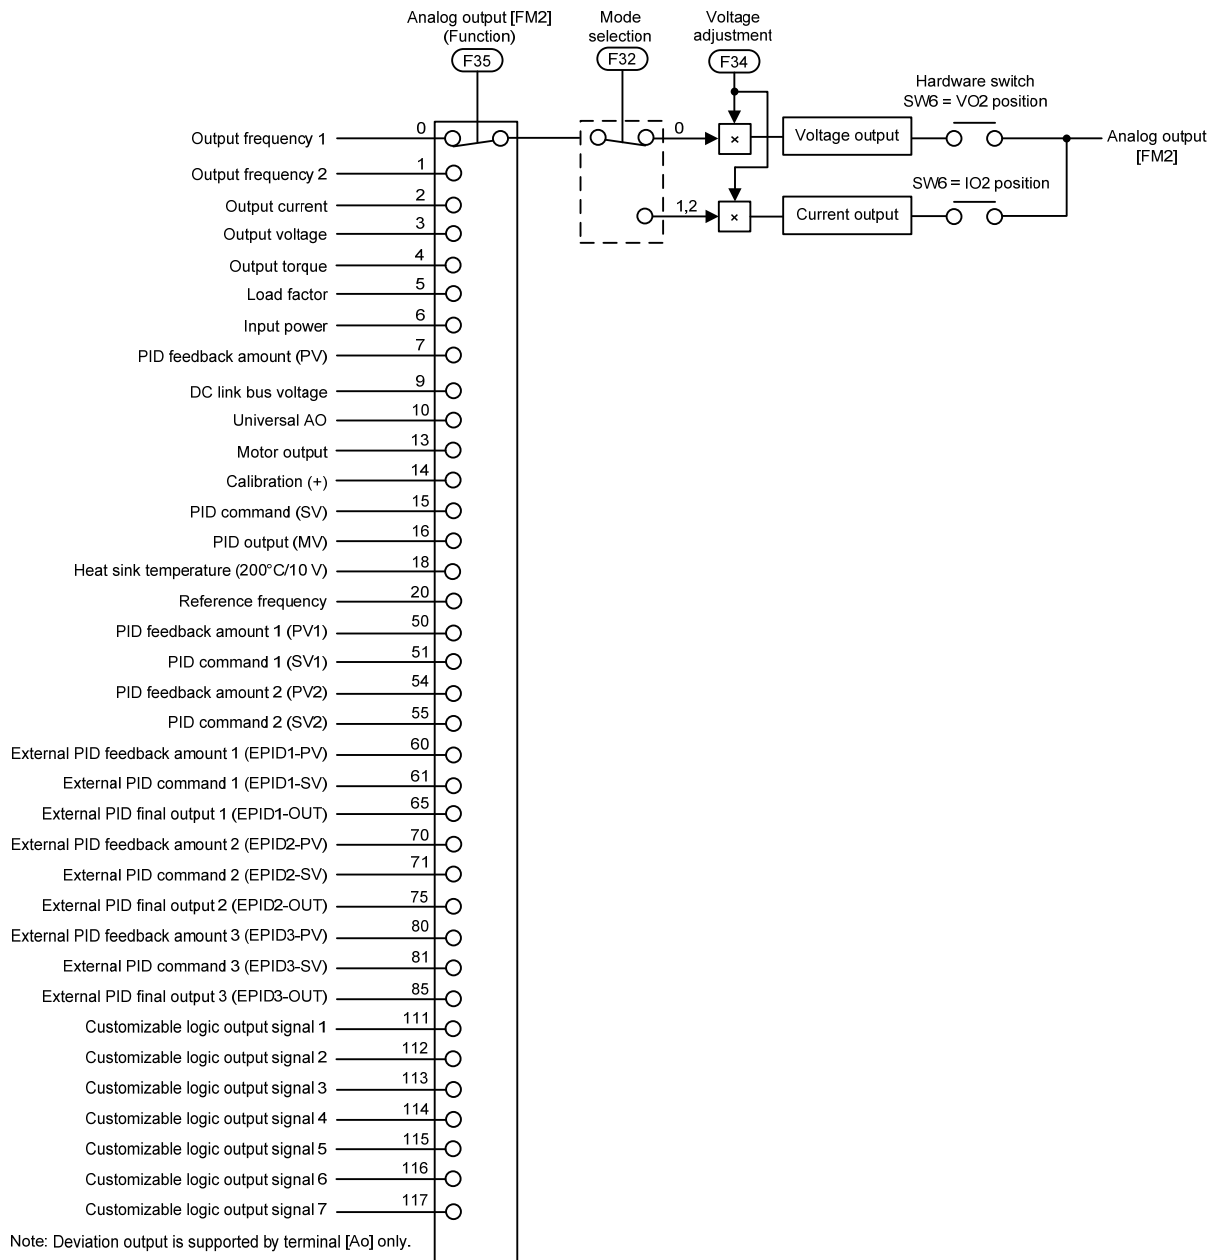 Analog output [FM2]
(Function)
F35
Mode
selection
F32
Voltage
adjustment
F34
Hardware switch
SW6 = VO2 position
Output frequency 1
0
0
×
Voltage output
Analog output
[FM2]
Output frequency 2
1
SW6 = IO2 position
Output current
2
1,2
×
Current output
Output voltage
3
Output torque
4
Load factor
5
Input power
6
PID feedback amount (PV)
7
DC link bus voltage
9
Universal AO
10
Motor output
13
Calibration (+)
14
PID command (SV)
15
PID output (MV)
16
Heat sink temperature (200°C/10 V)
18
Reference frequency
20
PID feedback amount 1 (PV1)
50
PID command 1 (SV1)
51
PID feedback amount 2 (PV2)
54
PID command 2 (SV2)
55
External PID feedback amount 1 (EPID1-PV)
60
External PID command 1 (EPID1-SV)
61
External PID final output 1 (EPID1-OUT)
65
External PID feedback amount 2 (EPID2-PV)
70
External PID command 2 (EPID2-SV)
71
External PID final output 2 (EPID2-OUT)
75
External PID feedback amount 3 (EPID3-PV)
80
External PID command 3 (EPID3-SV)
81
External PID final output 3 (EPID3-OUT)
85
Customizable logic output signal 1
111
Customizable logic output signal 2
112
Customizable logic output signal 3
113
Customizable logic output signal 4
114
Customizable logic output signal 5
115
Customizable logic output signal 6
116
Customizable logic output signal 7
117
Note: Deviation output is supported by terminal [Ao] only.